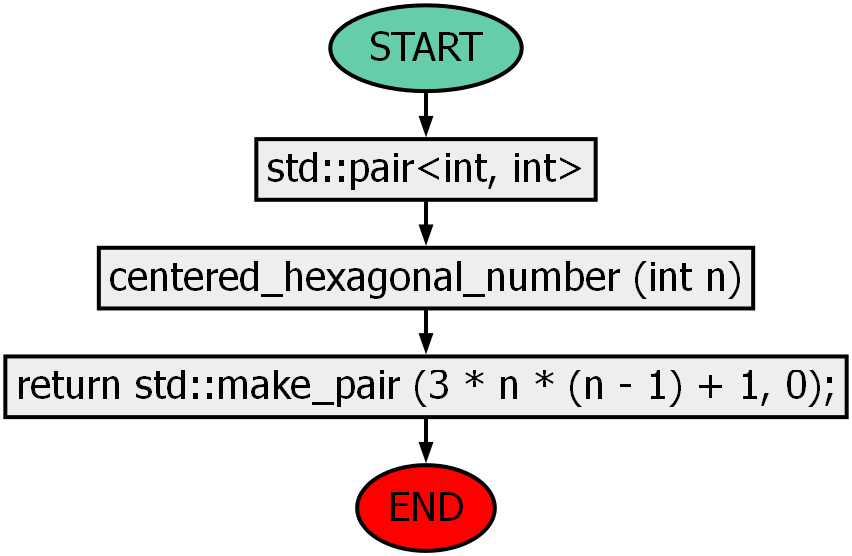 START
std::pair<int, int>
centered_hexagonal_number (int n)
return std::make_pair (3 * n * (n - 1) + 1, 0);
END